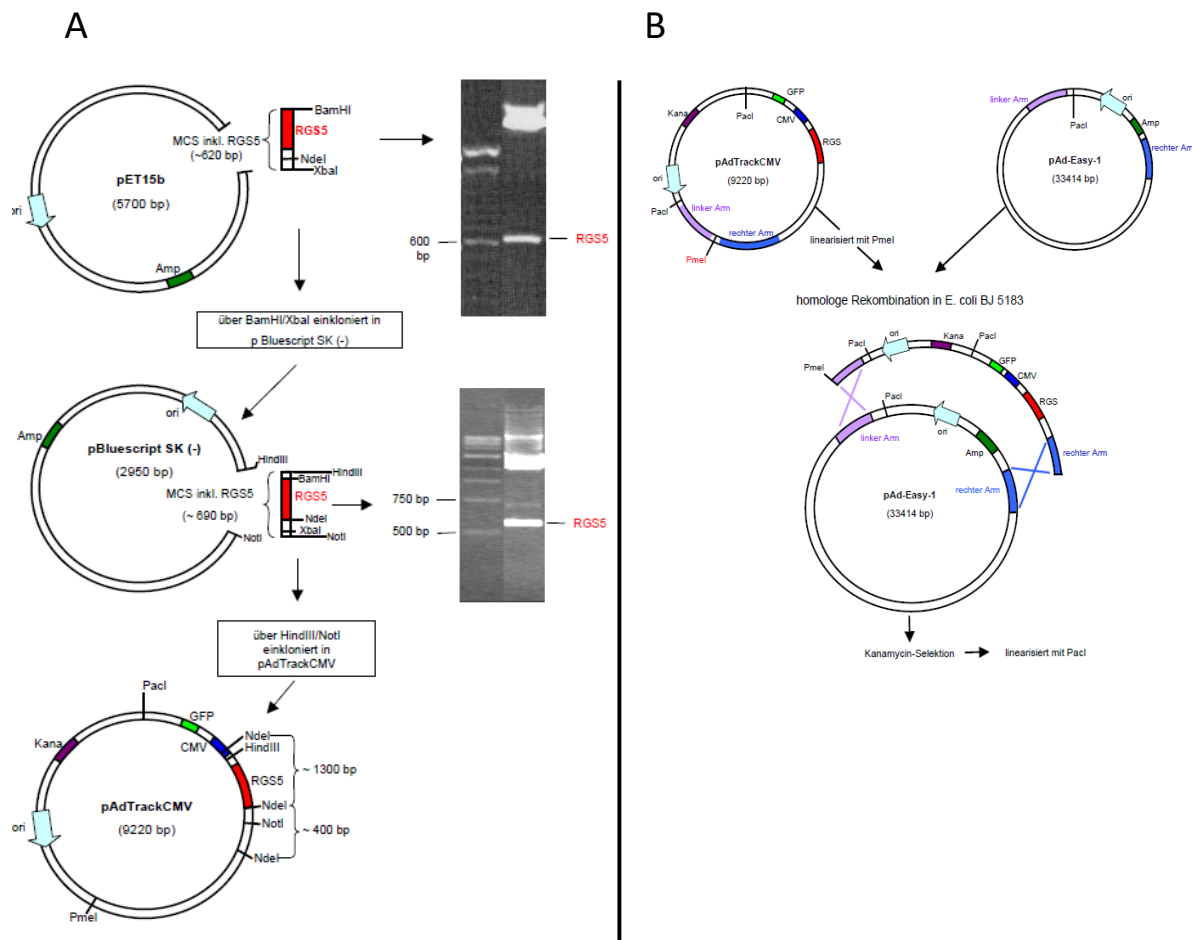 A
BamHI
RGS5
MCS inkl. RGS5
(~620 bp)
NdeI
XbaI
pET15b
(5700 bp)
ori
Amp
600
bp
RGS5
über BamHI/XbaI einkloniert in
p Bluescript SK (-)
ori
Amp
pBluescript SK (-)
(2950 bp)
HindIII
HindIII
BamHI
MCS inkl. RGS5
(~ 690 bp)
RGS5
NdeI
XbaI
NotI
NotI
750 bp
500 bp
RGS5
über HindIII/NotI
einkloniert in
pAdTrackCMV
PacI
GFP
Kana
CMV
NdeI
HindIII
~ 1300 bp
RGS5
pAdTrackCMV
(9220 bp)
NdeI
NotI
~ 400 bp
ori
NdeI
PmeI
B
GFP
PacI
Kana
CMV
RGS
pAdTrackCMV
(9220 bp)
ori
PacI
linker Arm
rechter Arm
PmeI
linker Arm
PacI
ori
Amp
rechter Arm
pAd-Easy-1
(33414 bp)
linearisiert mit PmeI
homologe Rekombination in E. coli BJ 5183
PmeI
PacI
ori
Kana
PacI
GFP
CMV
RGS
rechter Arm
PacI
linker Arm
ori
Amp
rechter Arm
pAd-Easy-1
(33414 bp)
Kanamycin-Selektion
linearisiert mit PacI